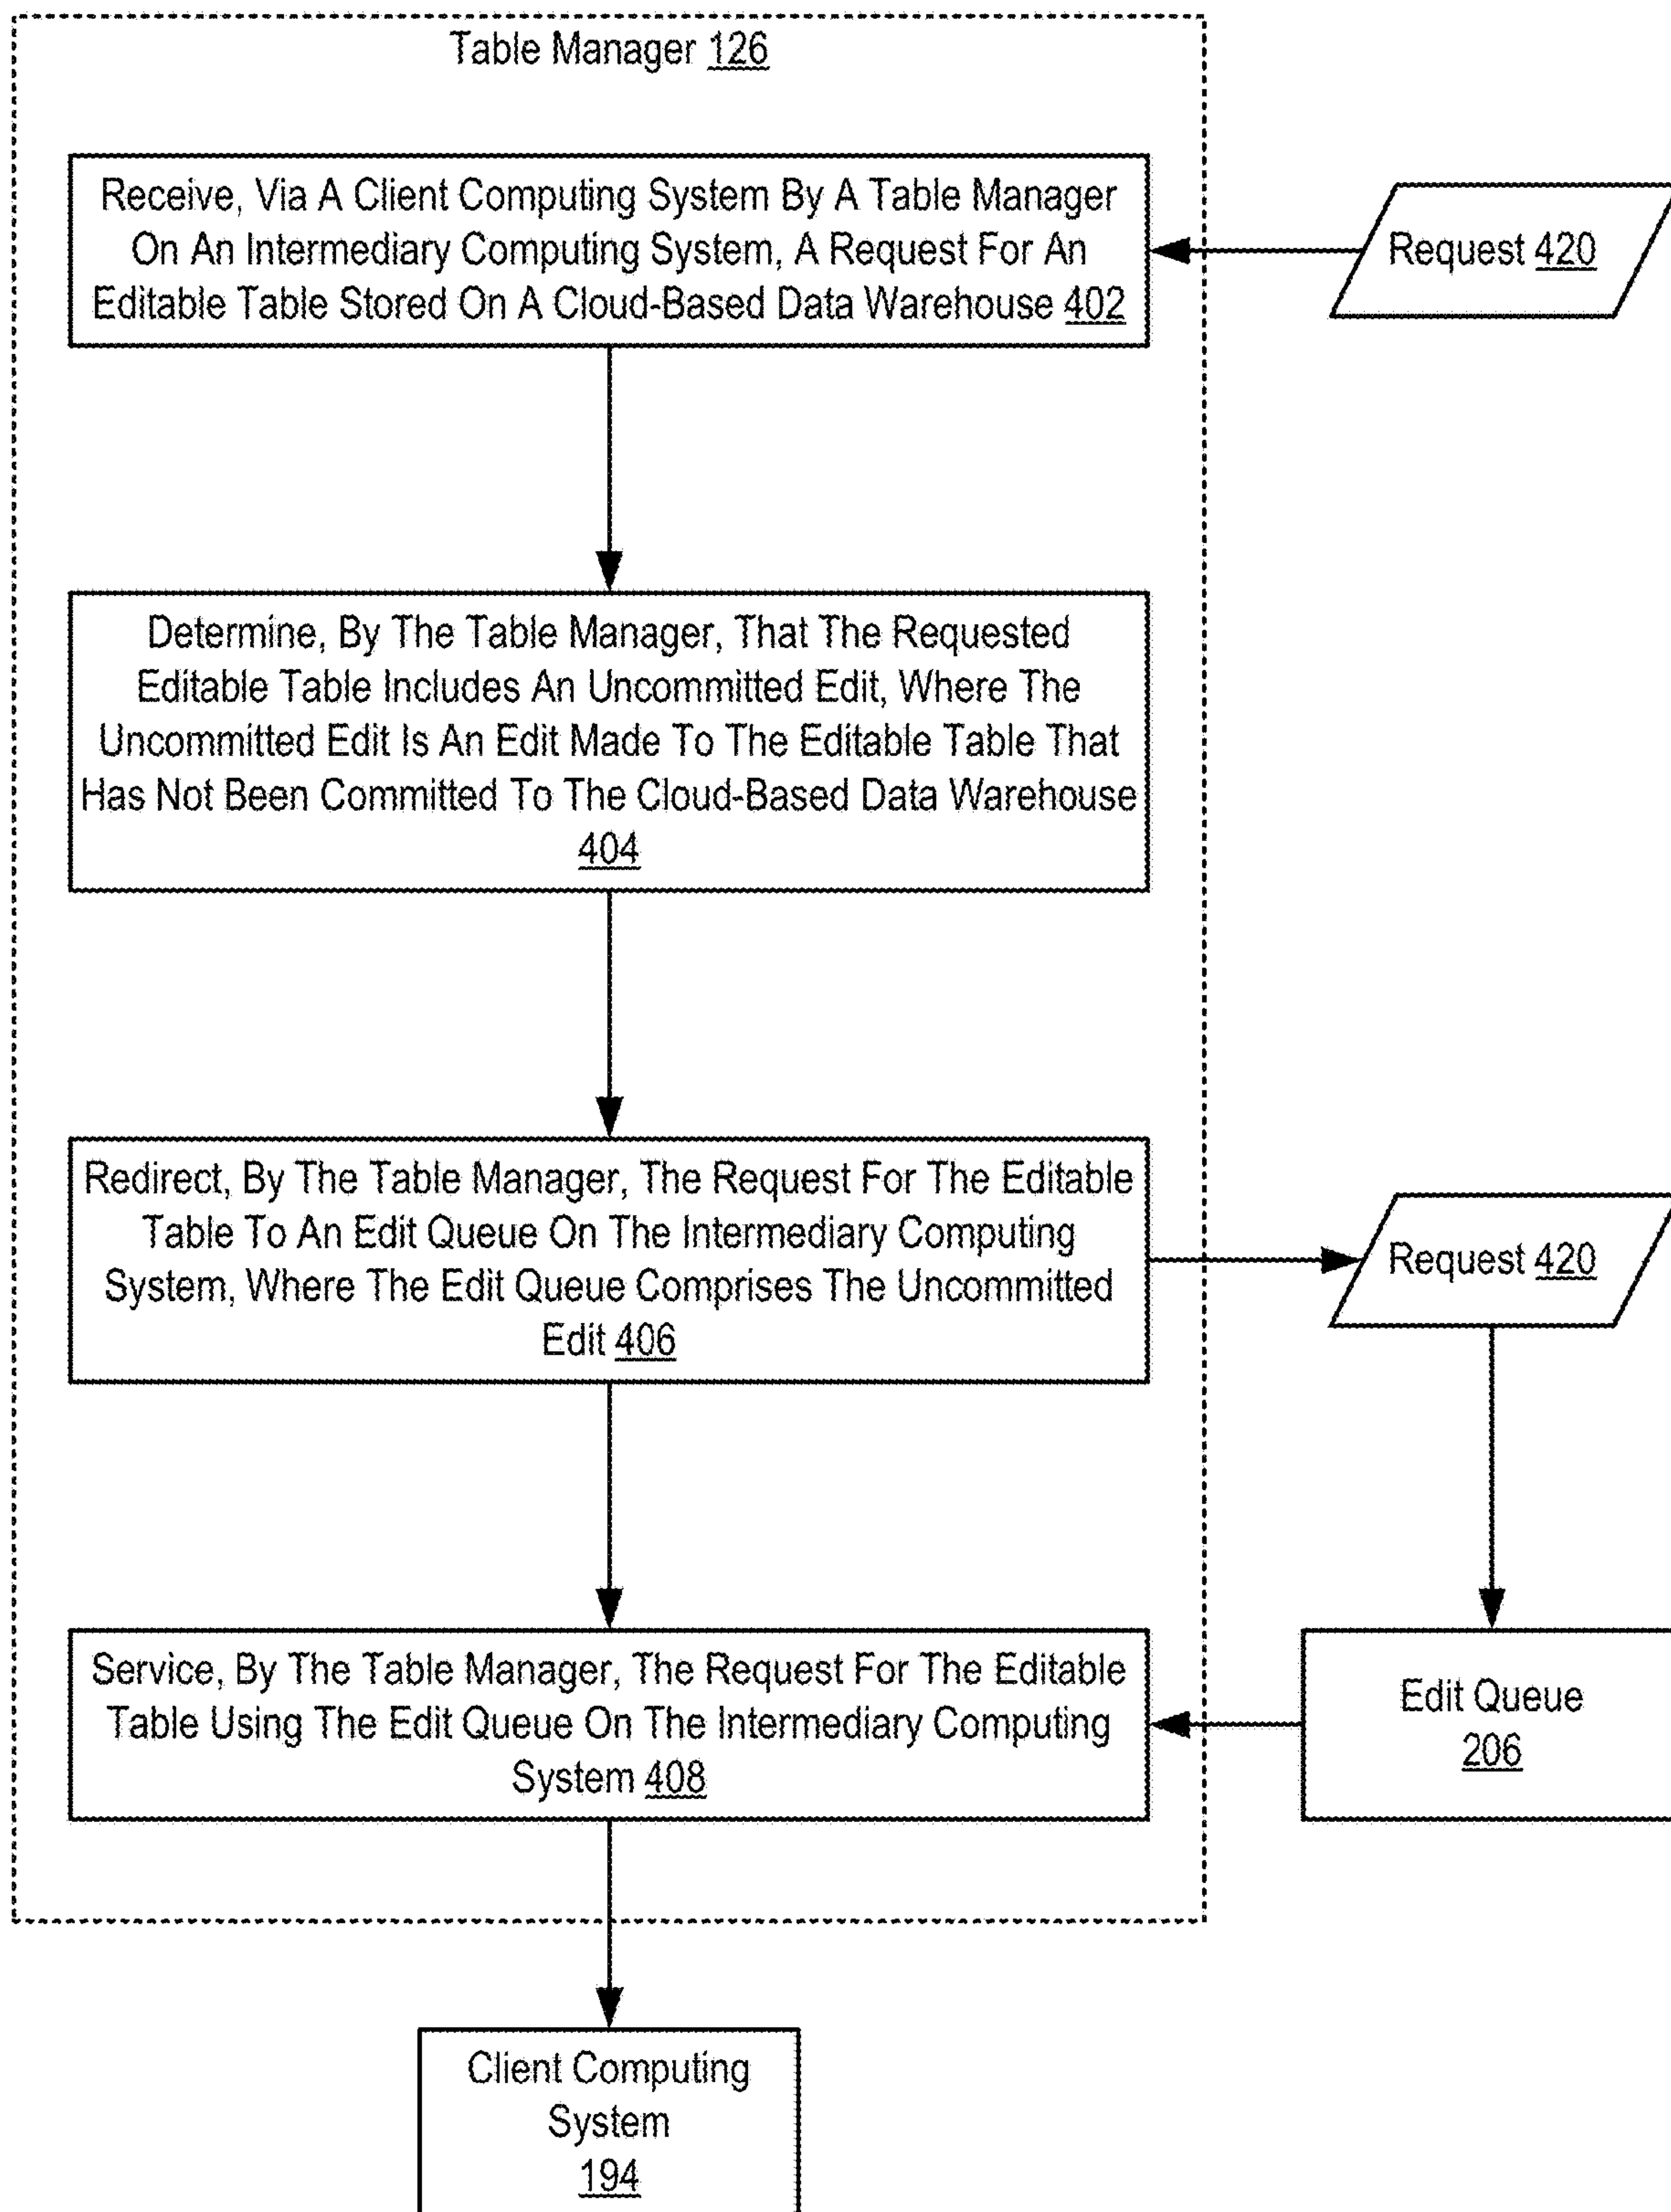 Table Manager 126
Receive, Via A Client Computing System By A Table Manager
On An Intermediary Computing System, A Request For An
Editable Table Stored On A Cloud-Based Data Warehouse 402
Request 420
Determine, By The Table Manager, That The Requested
Editable Table Includes An Uncommitted Edit, Where The
Uncommitted Edit Is An Edit Made To The Editable Table That
Has Not Been Committed To The Cloud-Based Data Warehouse
404
Redirect, By The Table Manager, The Request For The Editable
Table To An Edit Queue On The Intermediary Computing
System, Where The Edit Queue Comprises The Uncommitted
Edit 406
Request 420
Service, By The Table Manager, The Request For The Editable
Table Using The Edit Queue On The Intermediary Computing
System 408
Edit Queue
206
Client Computing
System
194